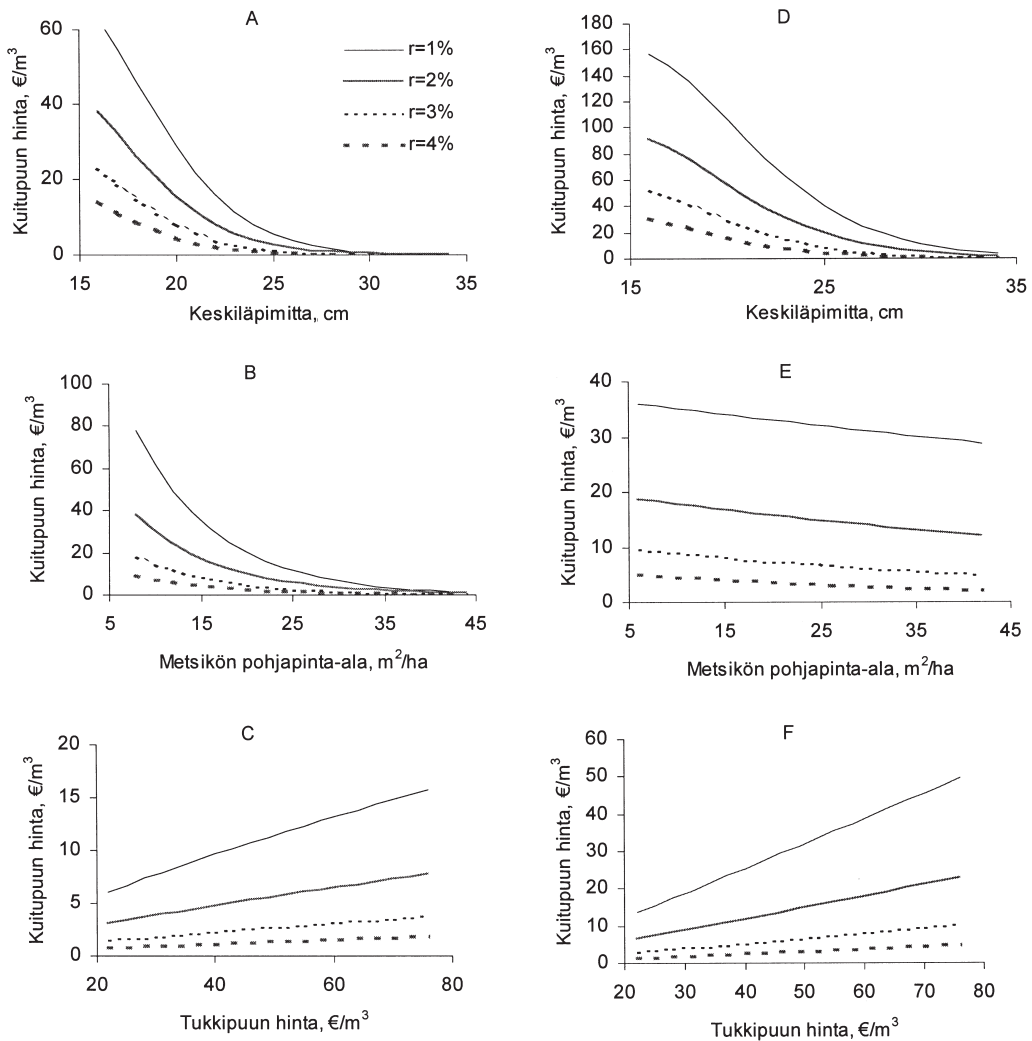 A
Kuitupuun hinta, €/m³
60
40
20
0
r=1%
r=2%
r=3%
r=4%
15 20 25 30 35
Keskiläpimitta, cm
D
Kuitupuun hinta, €/m³
180
160
140
120
100
80
60
40
20
0
15 25 35
Keskiläpimitta, cm
B
Kuitupuun hinta, €/m³
100
80
60
40
20
0
5 15 25 35 45
Metsikön pohjapinta-ala, m²/ha
E
Kuitupuun hinta, €/m³
40
30
20
10
0
5 15 25 35 45
Metsikön pohjapinta-ala, m²/ha
C
Kuitupuun hinta, €/m³
20
15
10
5
0
20 40 60 80
Tukkipuun hinta, €/m³
F
Kuitupuun hinta, €/m³
60
50
40
30
20
10
0
20 30 40 50 60 70 80
Tukkipuun hinta, €/m³